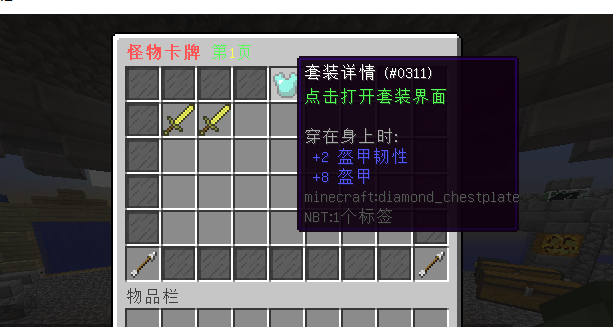 怪物卡牌 第1页
套装详情 (#0311)
点击打开套装界面
穿在身上时:
+2 盔甲韧性
+8 盔甲
minecraft:diamond_chestplate
NBT:1个标签
物品栏